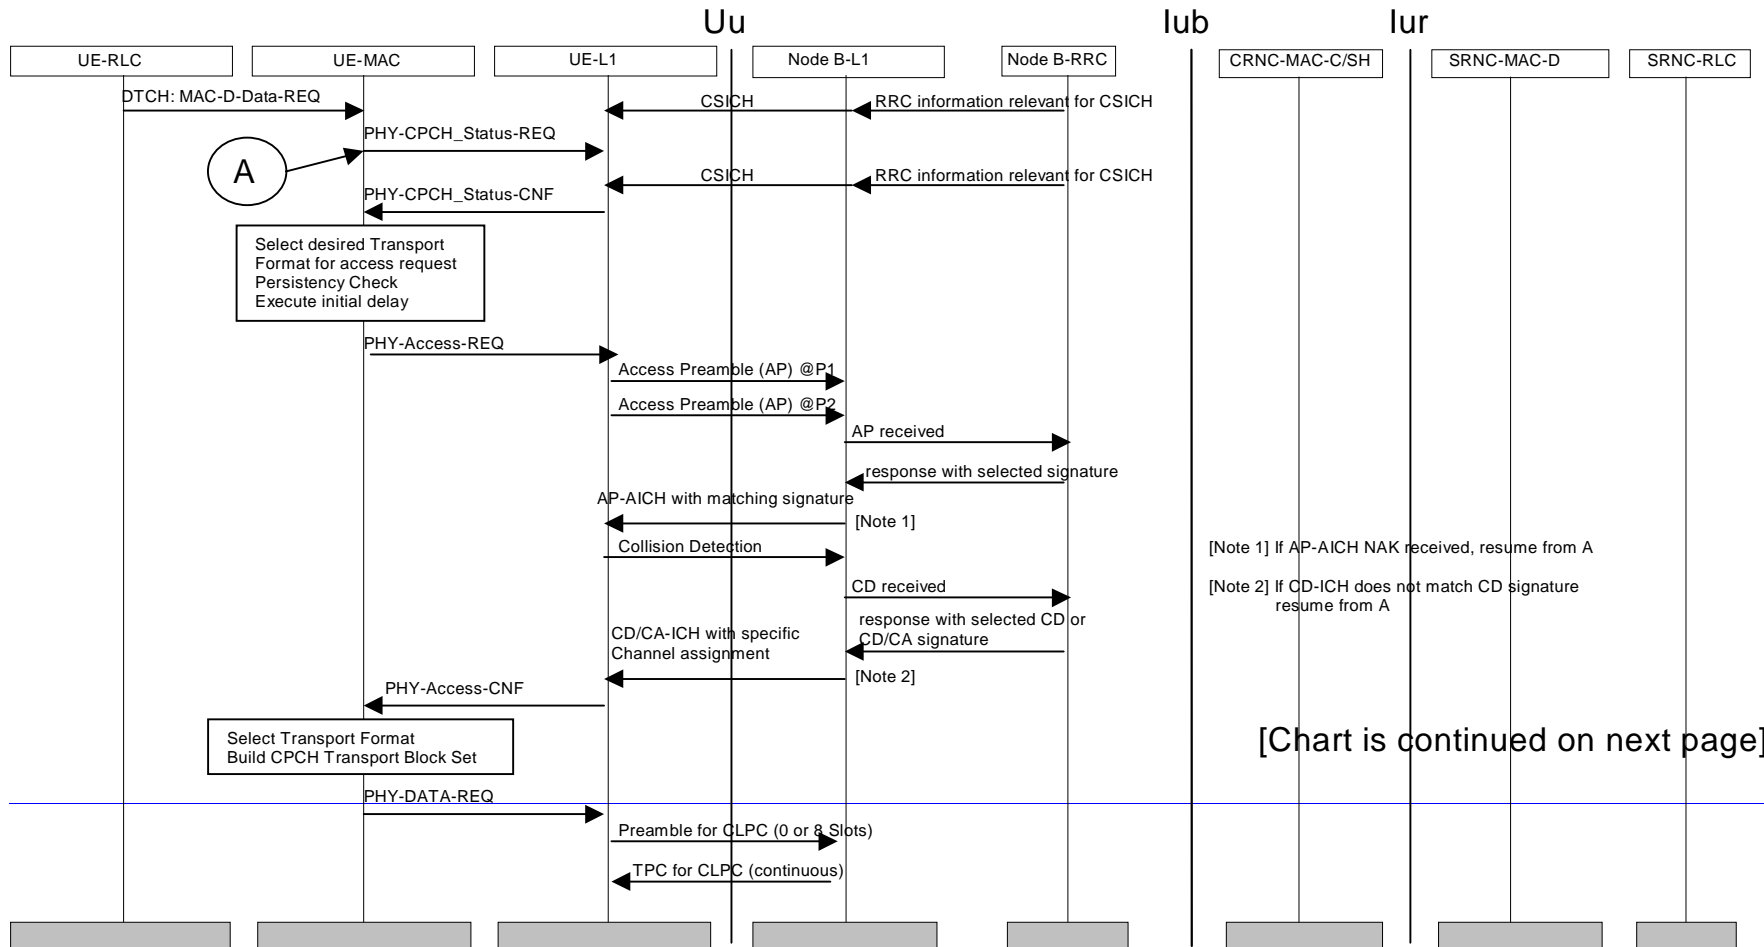 Uu
Iub
Iur
UE-RLC
UE-MAC
UE-L1
Node B-L1
Node B-RRC
CRNC-MAC-C/SH
SRNC-MAC-D
SRNC-RLC
DTCH: MAC-D-Data-REQ
CSICH
RRC information relevant for CSICH
PHY-CPCH_Status-REQ
A
CSICH
RRC information relevant for CSICH
PHY-CPCH_Status-CNF
Select desired Transport
Format for access request
Persistency Check
Execute initial delay
PHY-Access-REQ
Access Preamble (AP) @P1
Access Preamble (AP) @P2
AP received
response with selected signature
AP-AICH with matching signature
[Note 1]
Collision Detection
[Note 1] If AP-AICH NAK received, resume from A
CD received
[Note 2] If CD-ICH does not match CD signature
resume from A
response with selected CD or
CD/CA signature
CD/CA-ICH with specific
Channel assignment
[Note 2]
PHY-Access-CNF
Select Transport Format
Build CPCH Transport Block Set
[Chart is continued on next page]
PHY-DATA-REQ
Preamble for CLPC (0 or 8 Slots)
TPC for CLPC (continuous)